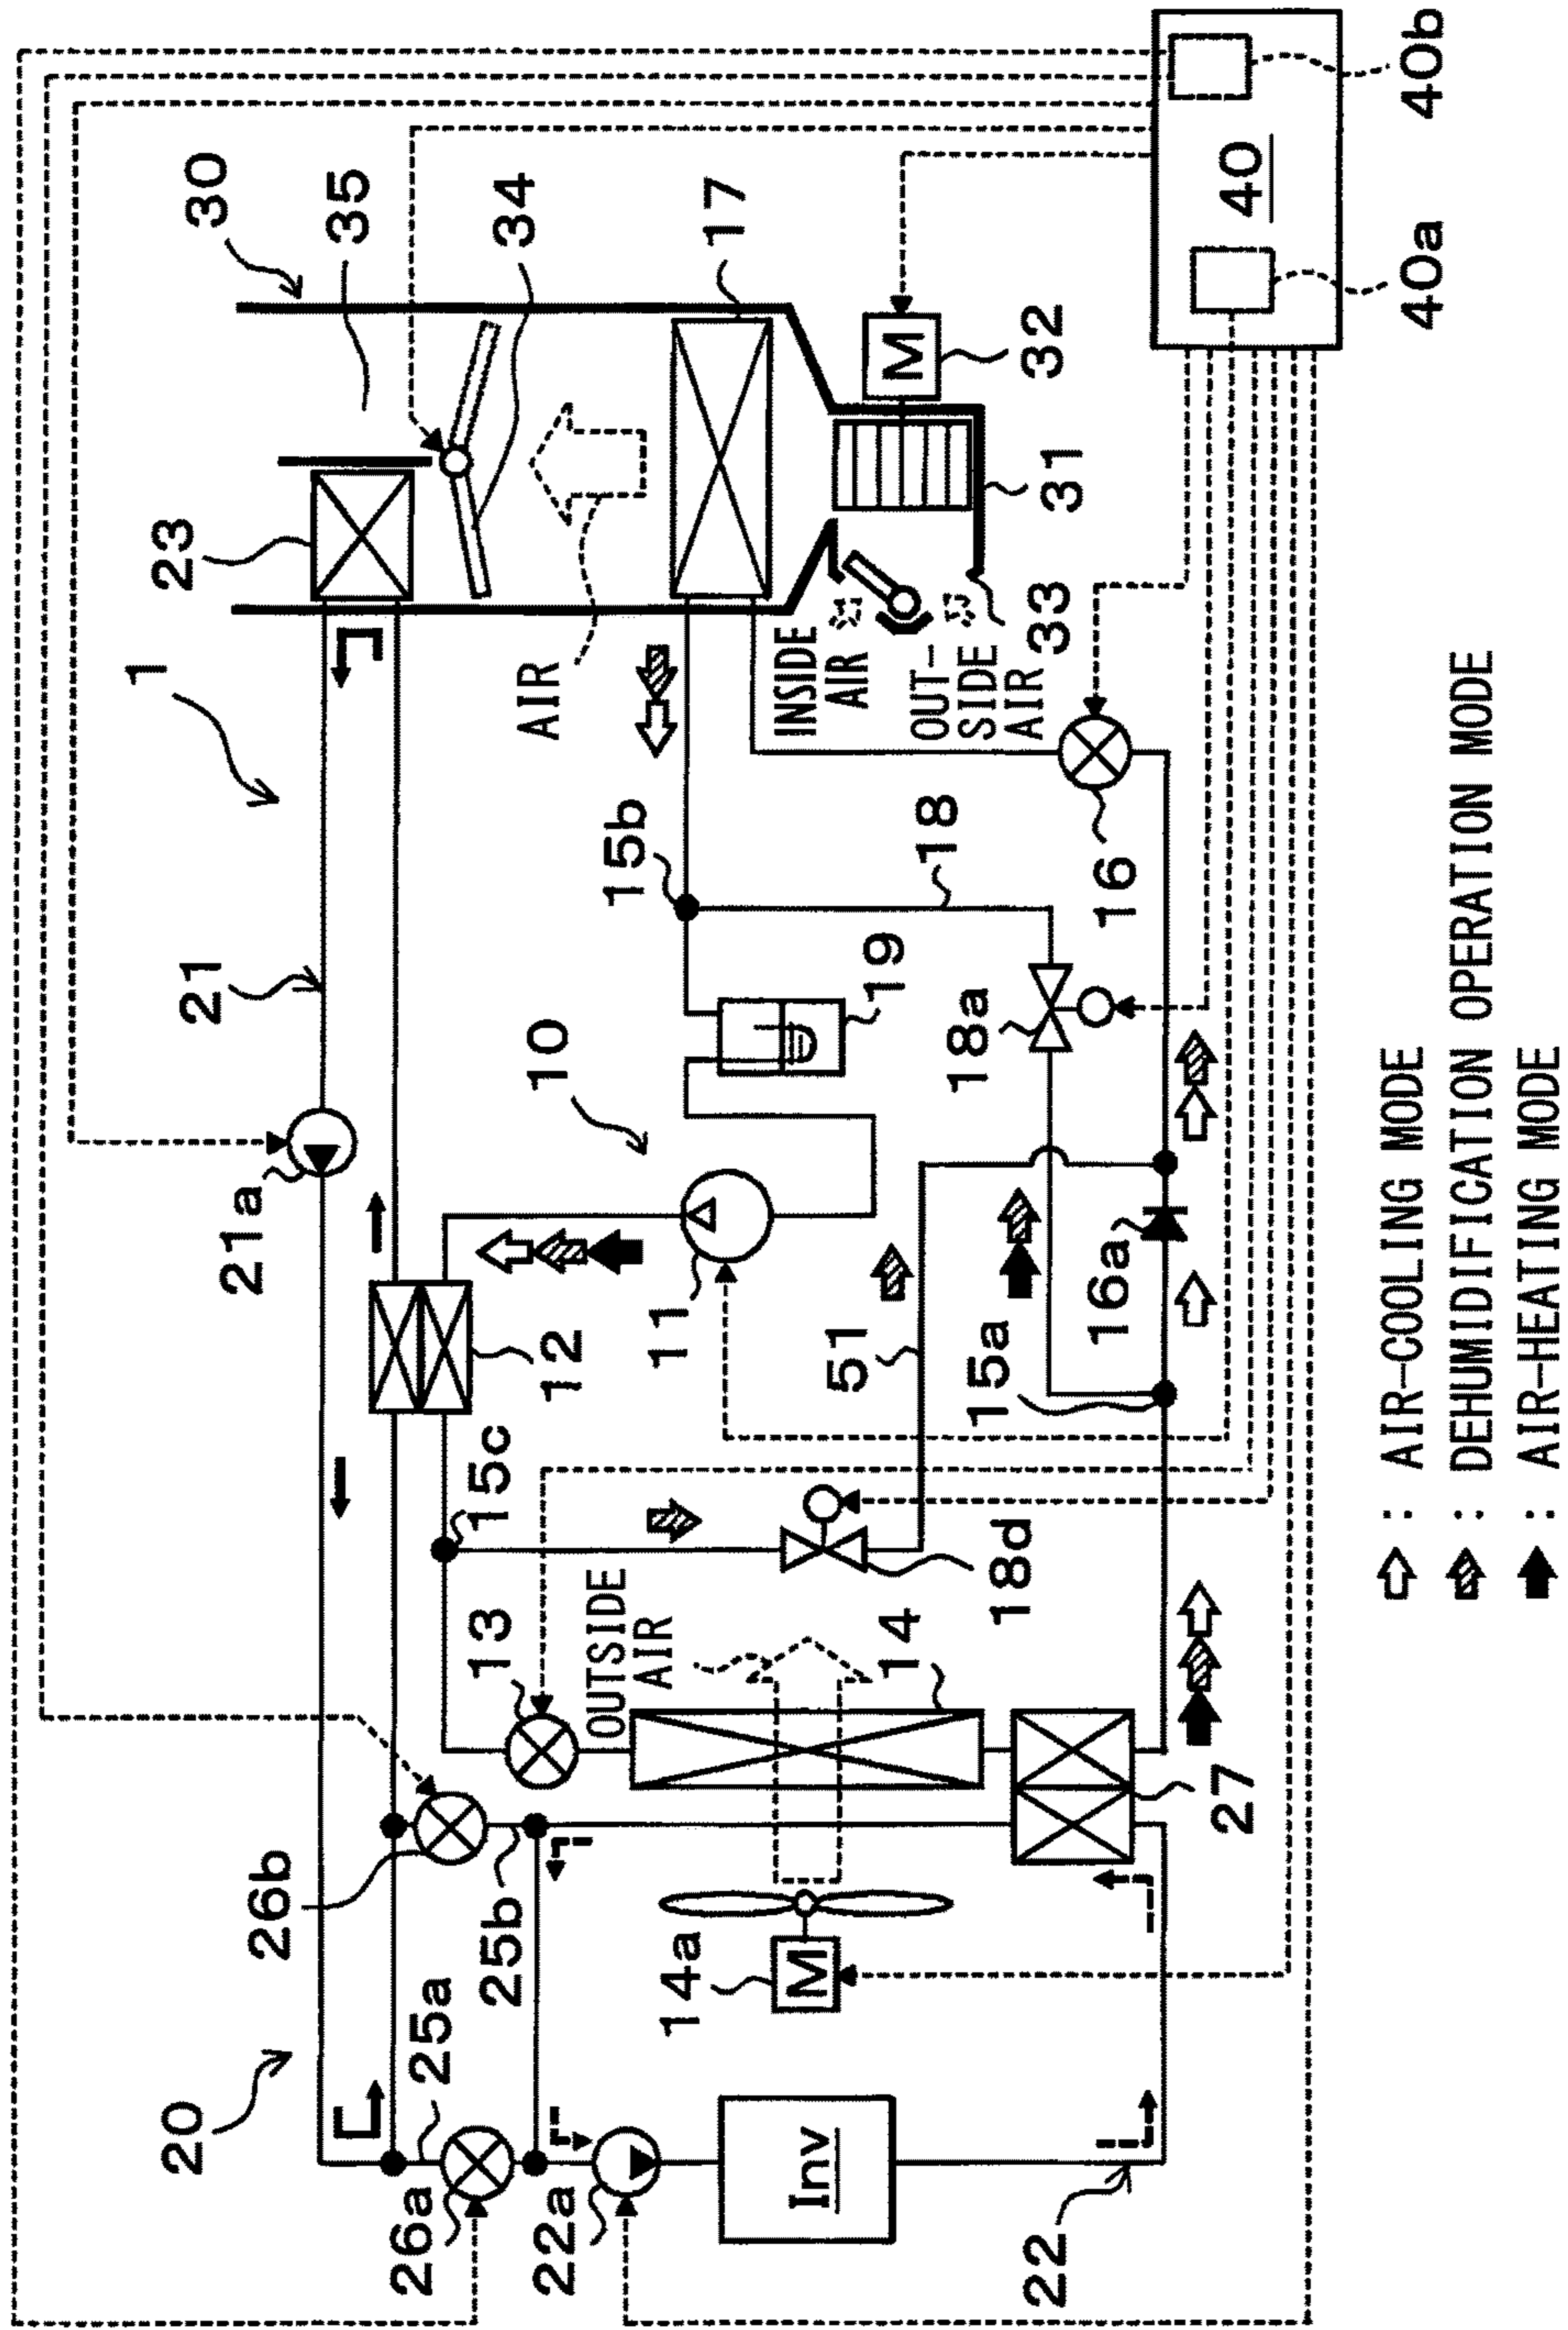 20
26a
25a
26b
25b
22a
Inv
22
14a
M
27
14
OUTSIDE
AIR
13
15c
18d
51
15a
16a
12
11
10
21a
21
1
19
15b
18
18a
16
AIR
INSIDE
AIR
OUT-
SIDE
AIR
33
31
32
M
23
17
34
35
30
40
40a
40b
: AIR-COOLING MODE
: DEHUMIDIFICATION OPERATION MODE
: AIR-HEATING MODE